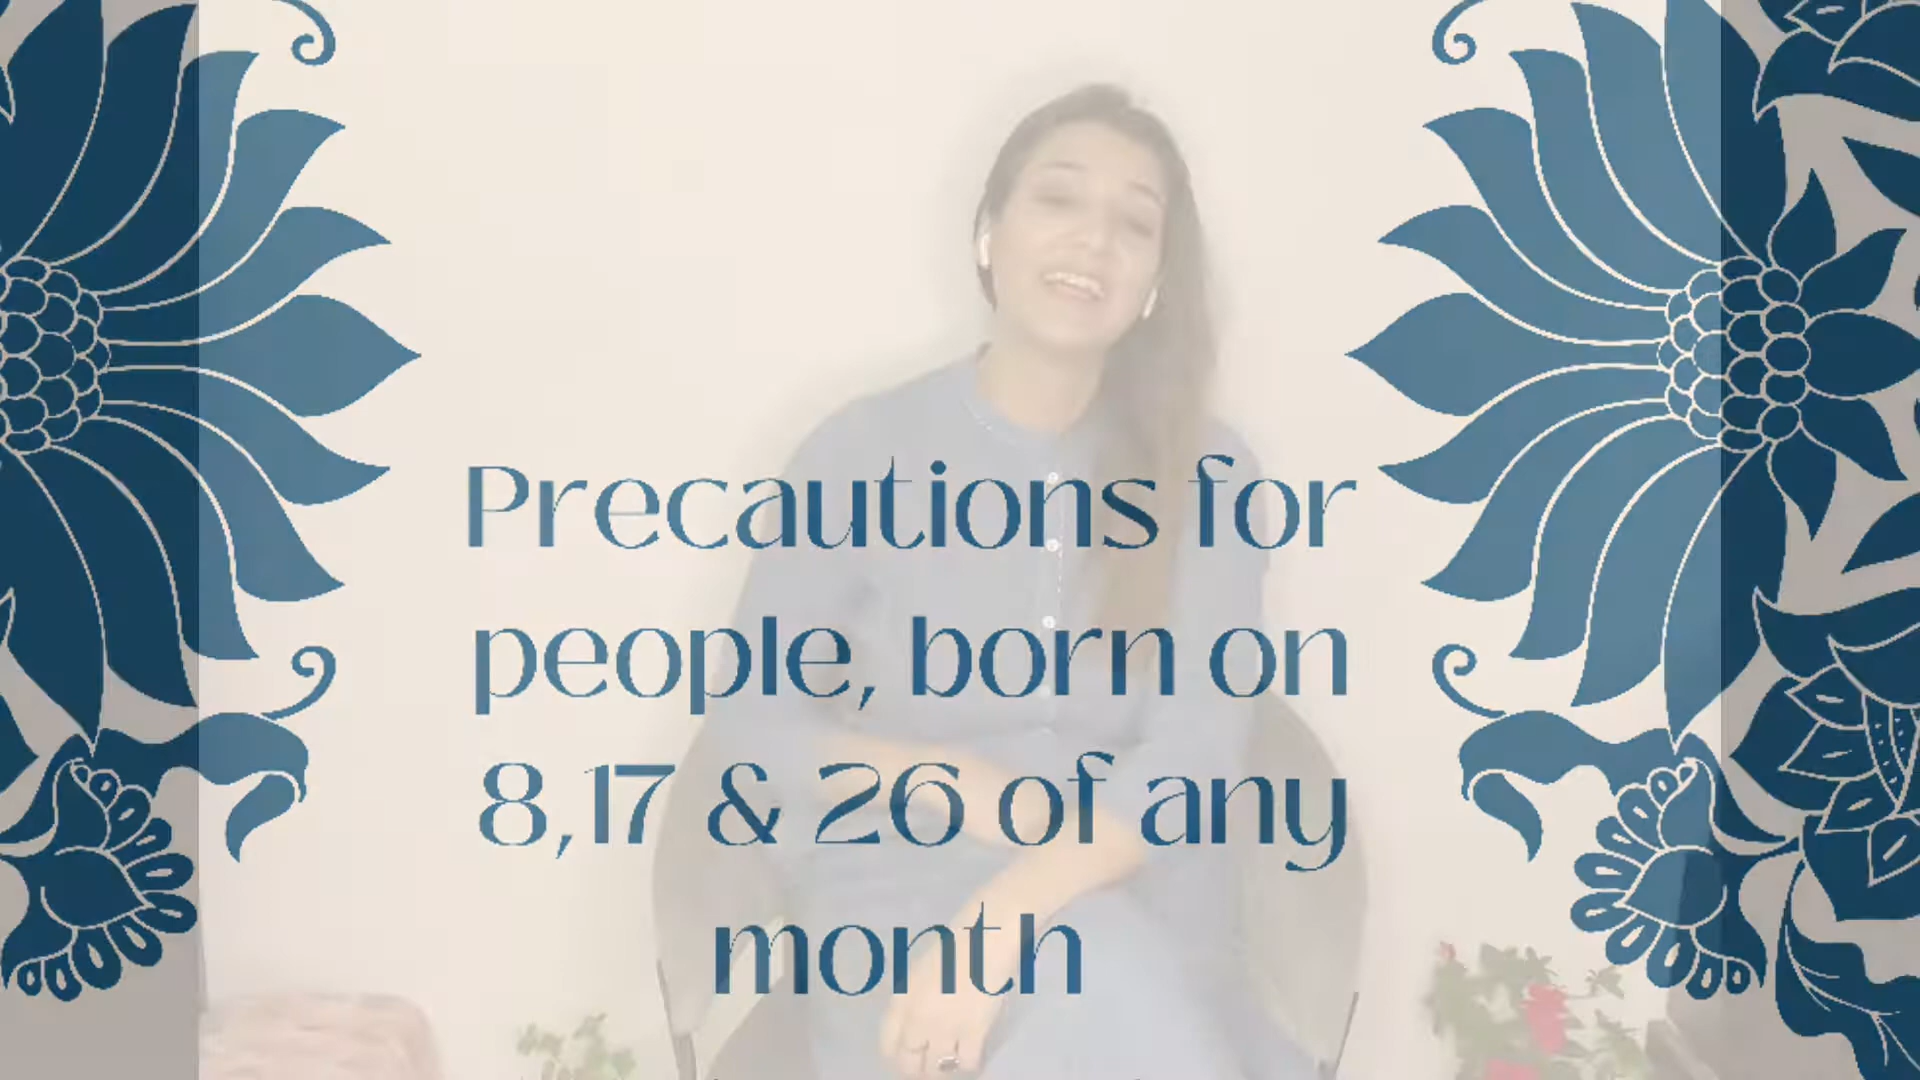 Precautions for
people, born on
8,17 & 26 of any
month